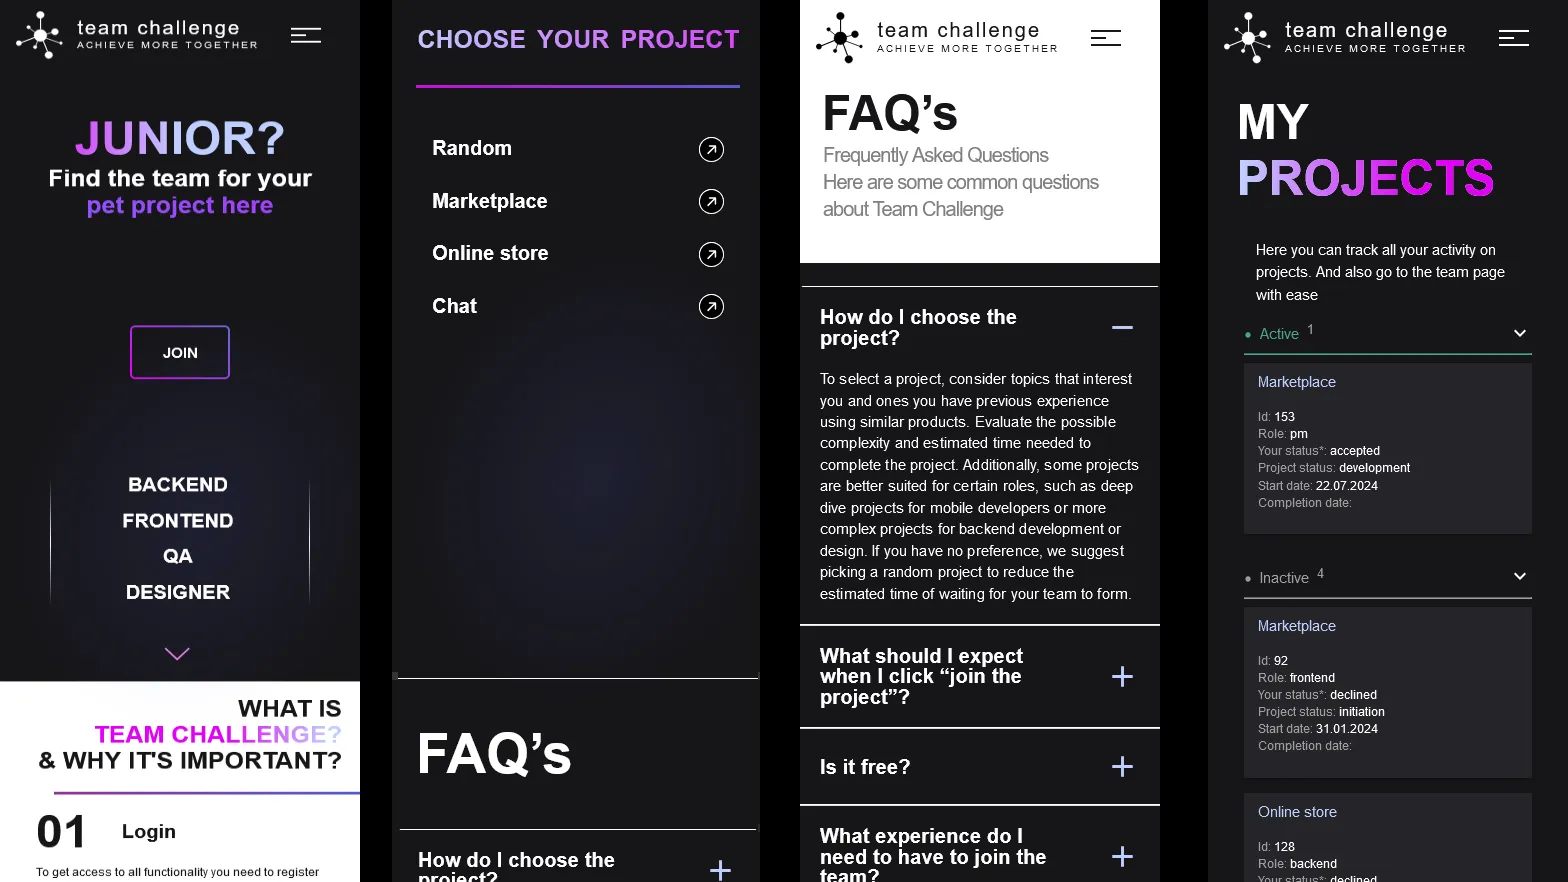 team challenge
ACHIEVE MORE TOGETHER
JUNIOR?
Find the team for your
pet project here
JOIN
BACKEND
FRONTEND
QA
DESIGNER
WHAT IS
TEAM CHALLENGE?
& WHY IT'S IMPORTANT?
01 Login
To get access to all functionality you need to register
CHOOSE YOUR PROJECT
Random
Marketplace
Online store
Chat
FAQ’s
How do I choose the
project?
team challenge
ACHIEVE MORE TOGETHER
FAQ’s
Frequently Asked Questions
Here are some common questions
about Team Challenge
How do I choose the
project?
To select a project, consider topics that interest
you and ones you have previous experience
using similar products. Evaluate the possible
complexity and estimated time needed to
complete the project. Additionally, some projects
are better suited for certain roles, such as deep
dive projects for mobile developers or more
complex projects for backend development or
design. If you have no preference, we suggest
picking a random project to reduce the
estimated time of waiting for your team to form.
What should I expect
when I click “join the
project”?
Is it free?
What experience do I
need to have to join the
team?
team challenge
ACHIEVE MORE TOGETHER
MY
PROJECTS
Here you can track all your activity on
projects. And also go to the team page
with ease
Active 1
Marketplace
Id: 153
Role: pm
Your status*: accepted
Project status: development
Start date: 22.07.2024
Completion date:
Inactive 4
Marketplace
Id: 92
Role: frontend
Your status*: declined
Project status: initiation
Start date: 31.01.2024
Completion date:
Online store
Id: 128
Role: backend
Your status*: declined